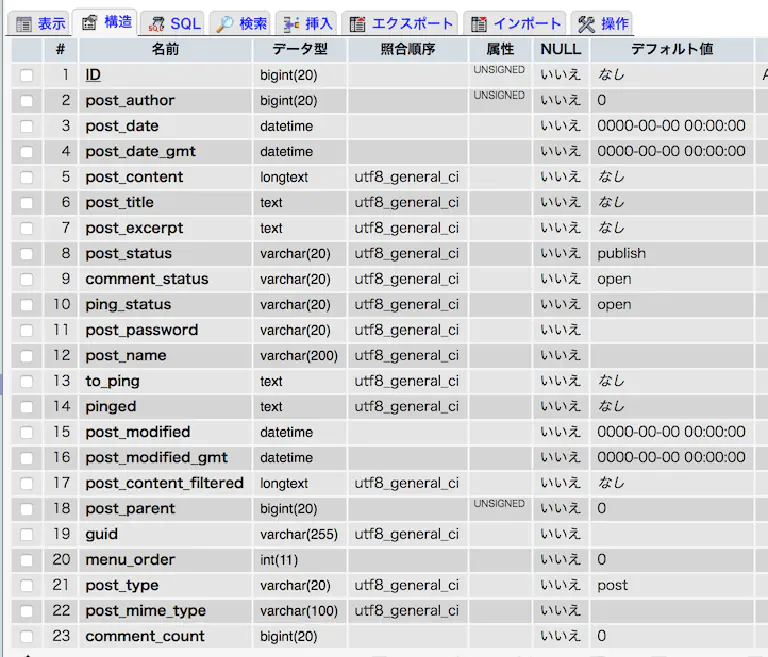 表示 構造 SQL 検索 挿入 エクスポート インポート 操作
# 名前 データ型 照合順序 属性 NULL デフォルト値
1 ID bigint(20) UNSIGNED いいえ なし A
2 post_author bigint(20) UNSIGNED いいえ 0
3 post_date datetime いいえ 0000-00-00 00:00:00
4 post_date_gmt datetime いいえ 0000-00-00 00:00:00
5 post_content longtext utf8_general_ci いいえ なし
6 post_title text utf8_general_ci いいえ なし
7 post_excerpt text utf8_general_ci いいえ なし
8 post_status varchar(20) utf8_general_ci いいえ publish
9 comment_status varchar(20) utf8_general_ci いいえ open
10 ping_status varchar(20) utf8_general_ci いいえ open
11 post_password varchar(20) utf8_general_ci いいえ
12 post_name varchar(200) utf8_general_ci いいえ
13 to_ping text utf8_general_ci いいえ なし
14 pinged text utf8_general_ci いいえ なし
15 post_modified datetime いいえ 0000-00-00 00:00:00
16 post_modified_gmt datetime いいえ 0000-00-00 00:00:00
17 post_content_filtered longtext utf8_general_ci いいえ なし
18 post_parent bigint(20) UNSIGNED いいえ 0
19 guid varchar(255) utf8_general_ci いいえ
20 menu_order int(11) いいえ 0
21 post_type varchar(20) utf8_general_ci いいえ post
22 post_mime_type varchar(100) utf8_general_ci いいえ
23 comment_count bigint(20) いいえ 0